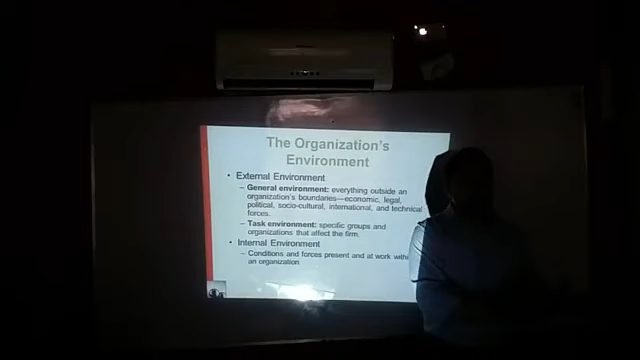 The Organization's
Environment
• External Environment
– General environment: everything outside an
organization's boundaries—economic, legal,
political, socio-cultural, international, and technical
forces.
– Task environment: specific groups and
organizations that affect the firm.
• Internal Environment
– Conditions and forces present and at work with
an organization